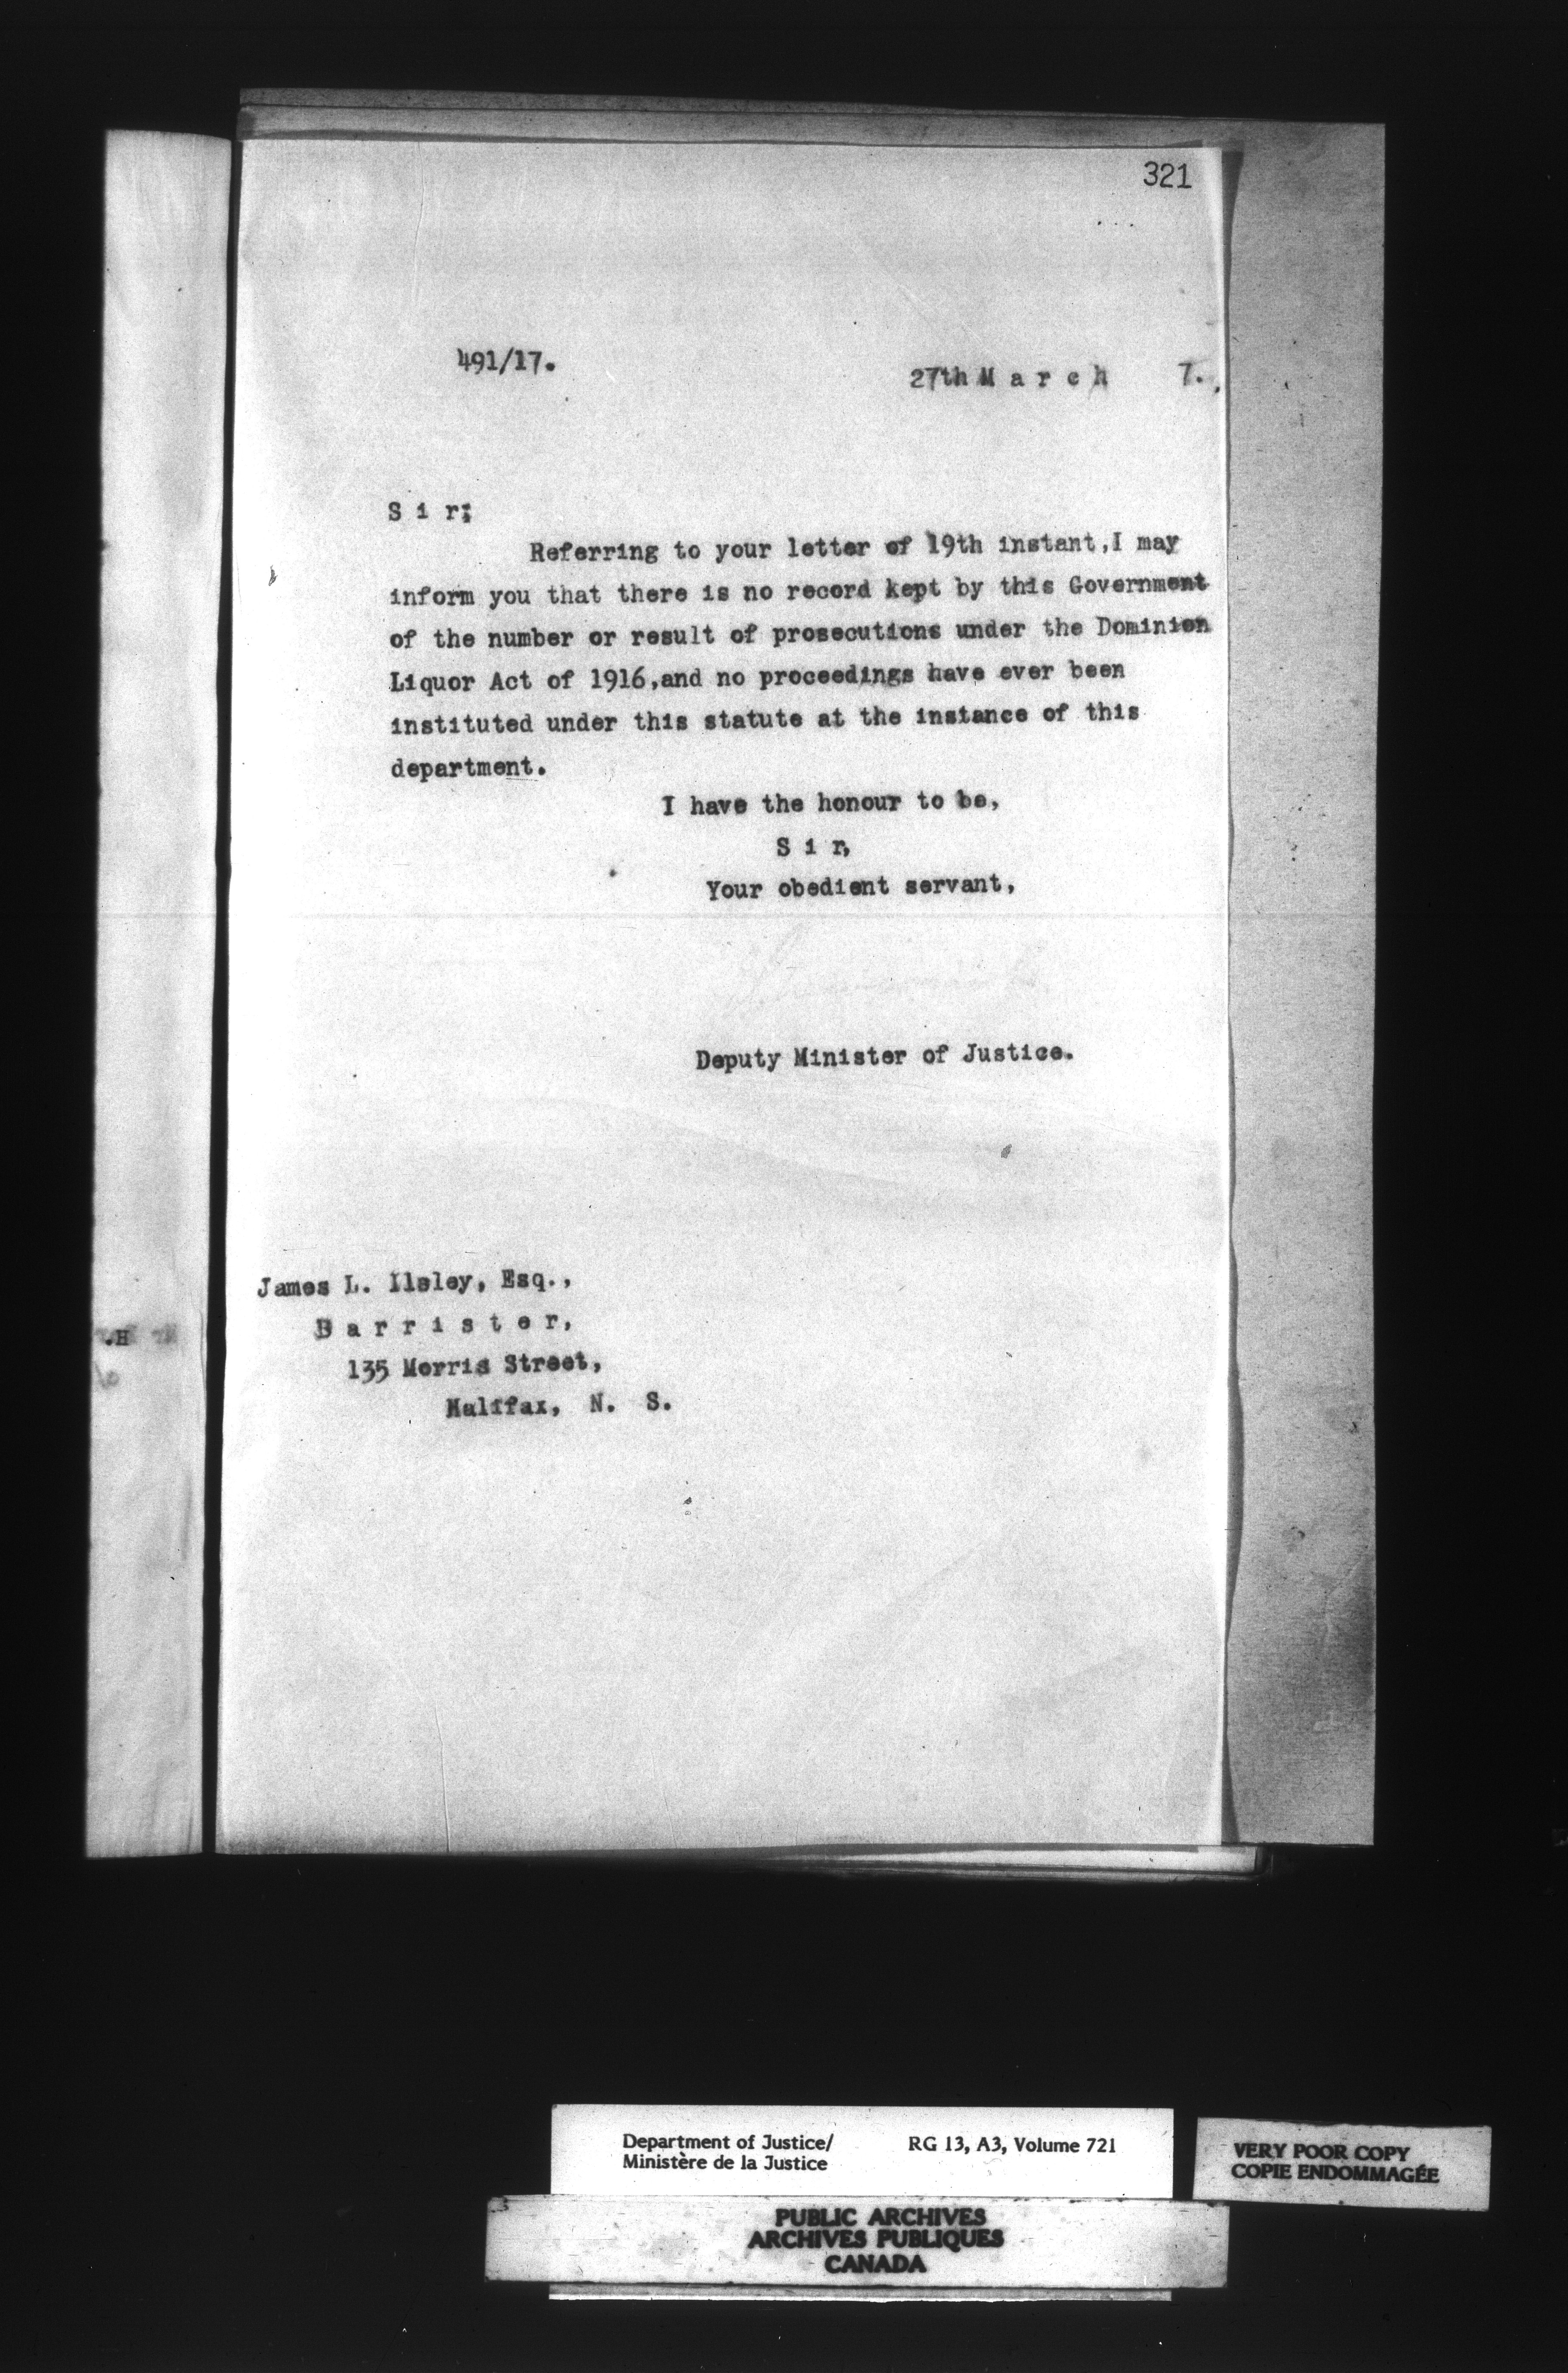 321
491/17.
27th M a r c h 7.
S i r;
Referring to your letter of 19th instant,I may
inform you that there is no record kept by this Government
of the number or result of prosecutions under the Dominion
Liquor Act of 1916,and no proceedings have ever been
instituted under this statute at the instance of this
department.
I have the honour to be,
S i r,
Your obedient servant,
Deputy Minister of Justice.
James L. Ilsley, Esq.,
B a r r i s t e r,
135 Morris Street,
Halifax, N. S.
.H
Department of Justice/
Ministère de la Justice
RG 13, A3, Volume 721
VERY POOR COPY
COPIE ENDOMMAGÉE
PUBLIC ARCHIVES
ARCHIVES PUBLIQUES
CANADA